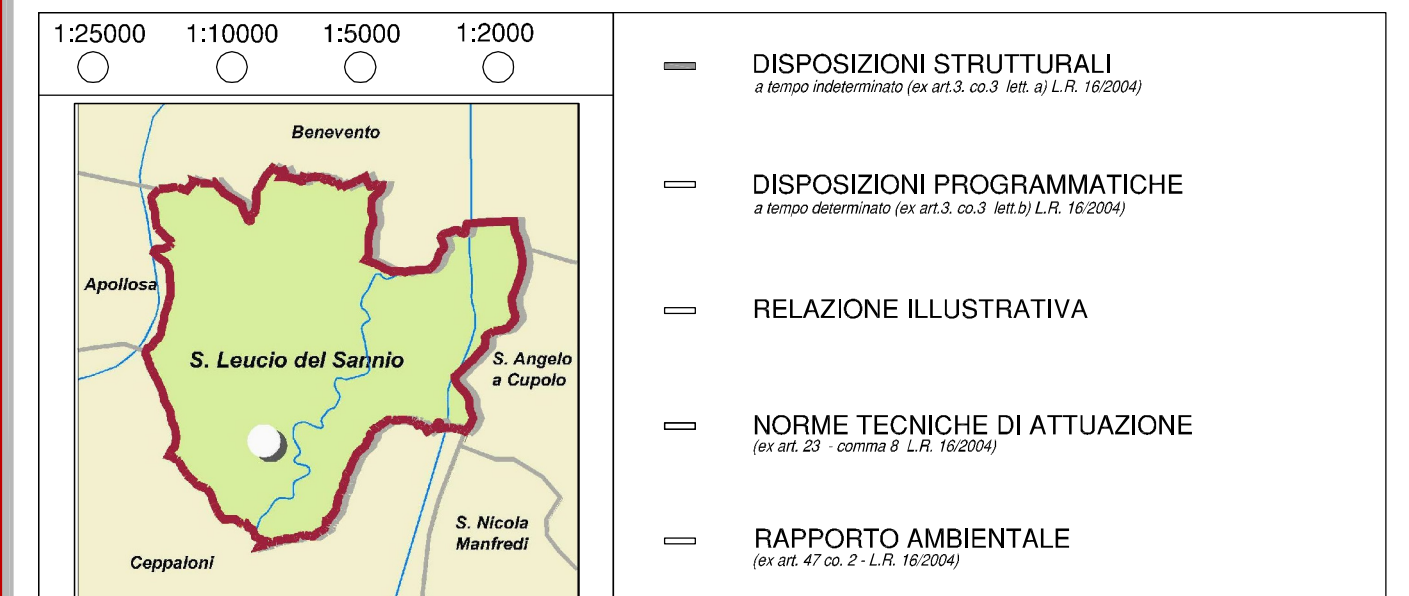 1:25000 1:10000 1:5000 1:2000
Benevento
Apollosa
S. Leucio del Sannio
S. Angelo
a Cupolo
S. Nicola
Manfredi
Ceppaloni
DISPOSIZIONI STRUTTURALI
a tempo indeterminato (ex art.3. co.3 lett. a) L.R. 16/2004)
DISPOSIZIONI PROGRAMMATICHE
a tempo determinato (ex art.3. co.3 lett.b) L.R. 16/2004)
RELAZIONE ILLUSTRATIVA
NORME TECNICHE DI ATTUAZIONE
(ex art. 23 - comma 8 L.R. 16/2004)
RAPPORTO AMBIENTALE
(ex art. 47 co. 2 - L.R. 16/2004)